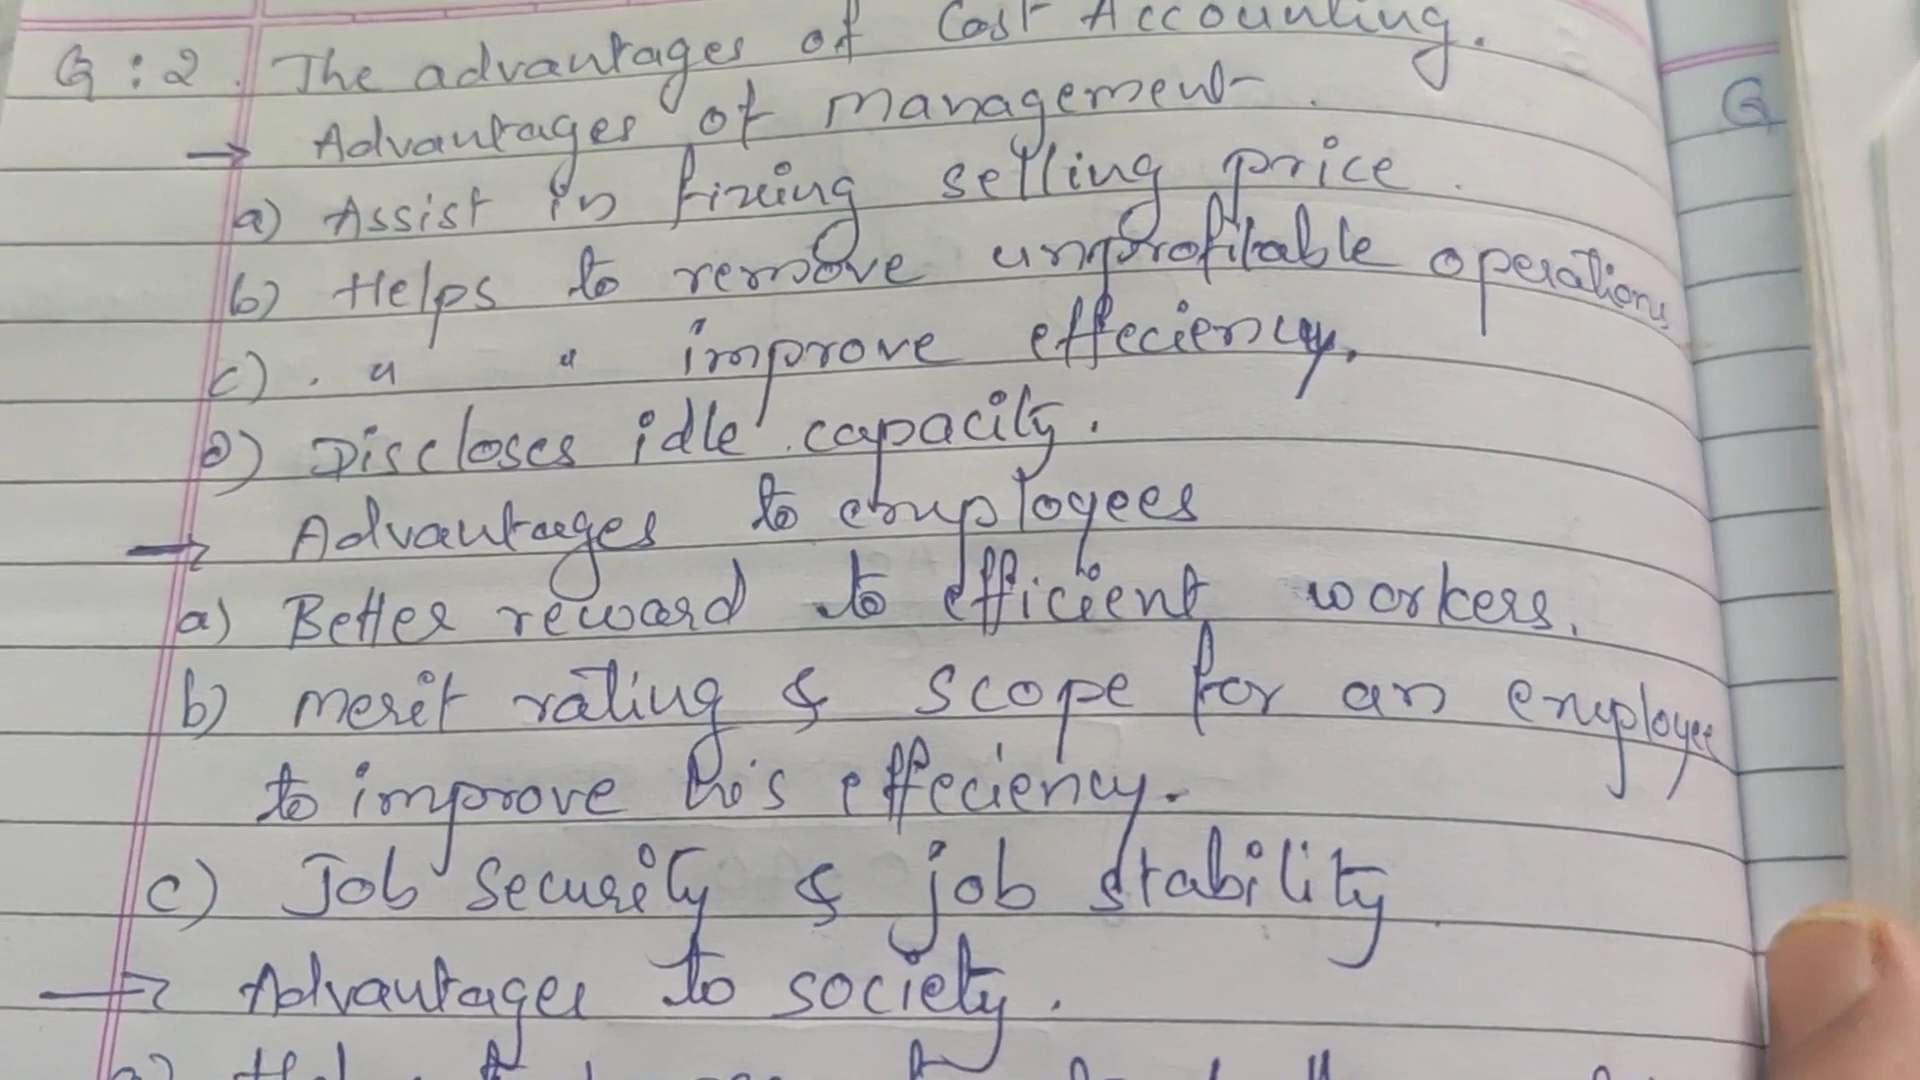 Q:2. The advantages of Cost Accounting.
→ Advantages of management.
a) Assist in fixing selling price.
b) Helps to remove unprofitable operations
c). " " improve effeciency.
d) Discloses idle capacity.
→ Advantages to employees
a) Better reward to efficient workers.
b) merit rating & scope for an employee
to improve his effeciency.
c) Job security & job stability
→ Advantages to society.
Q